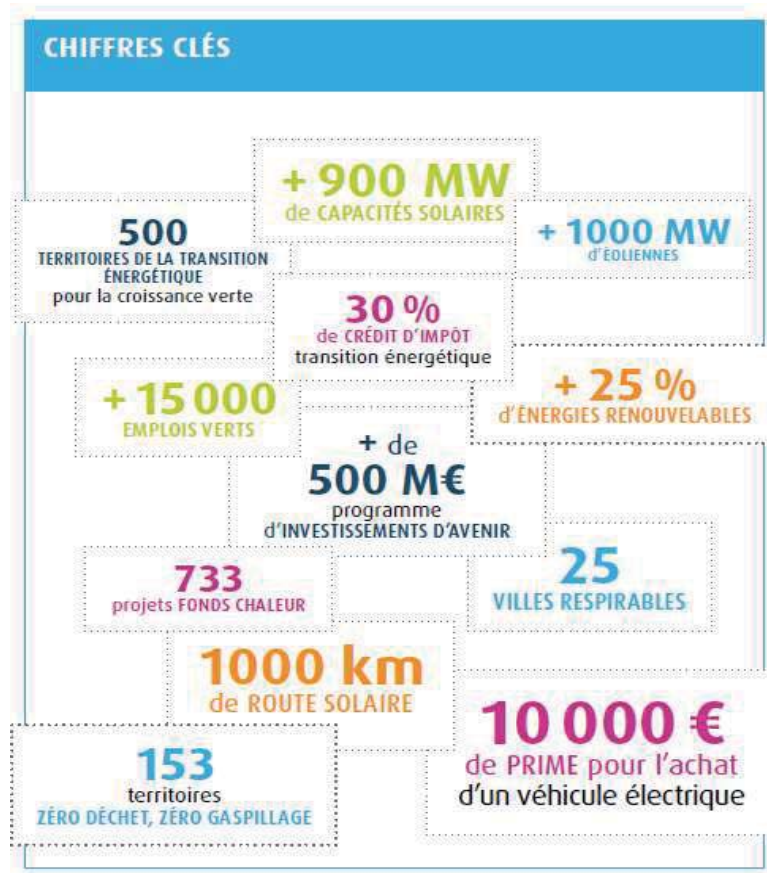 CHIFFRES CLÉS
+ 900 MW
de CAPACITÉS SOLAIRES
500
TERRITOIRES DE LA TRANSITION
ÉNERGÉTIQUE
pour la croissance verte
+ 1000 MW
d'ÉOLIENNES
30 %
de CRÉDIT D'IMPÔT
transition énergétique
+ 15 000
EMPLOIS VERTS
+ 25 %
d'ÉNERGIES RENOUVELABLES
+ de
500 M€
programme
d'INVESTISSEMENTS D'AVENIR
733
projets FONDS CHALEUR
25
VILLES RESPIRABLES
1000 km
de ROUTE SOLAIRE
10 000 €
de PRIME pour l'achat
d'un véhicule électrique
153
territoires
ZÉRO DÉCHET, ZÉRO GASPILLAGE